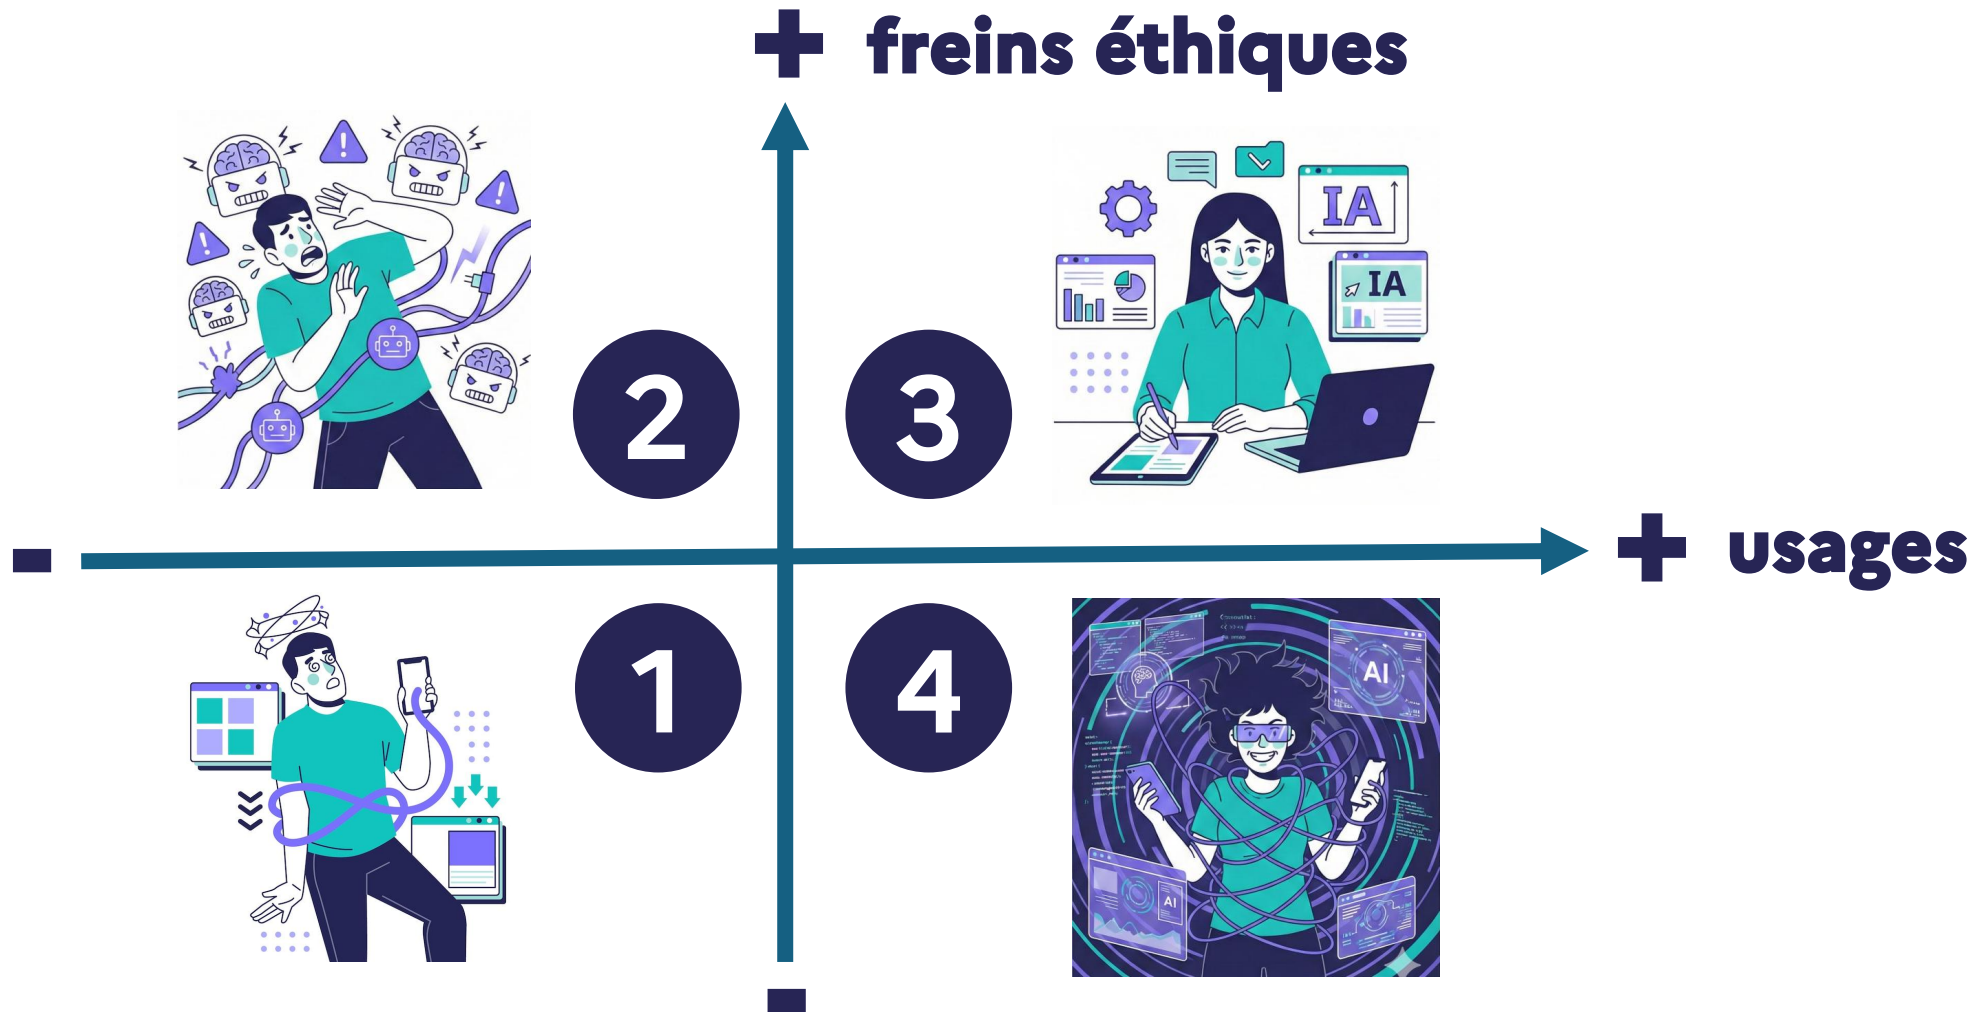 + freins éthiques
IA
IA
2
3
- + usages
1
4
AI
AI
-